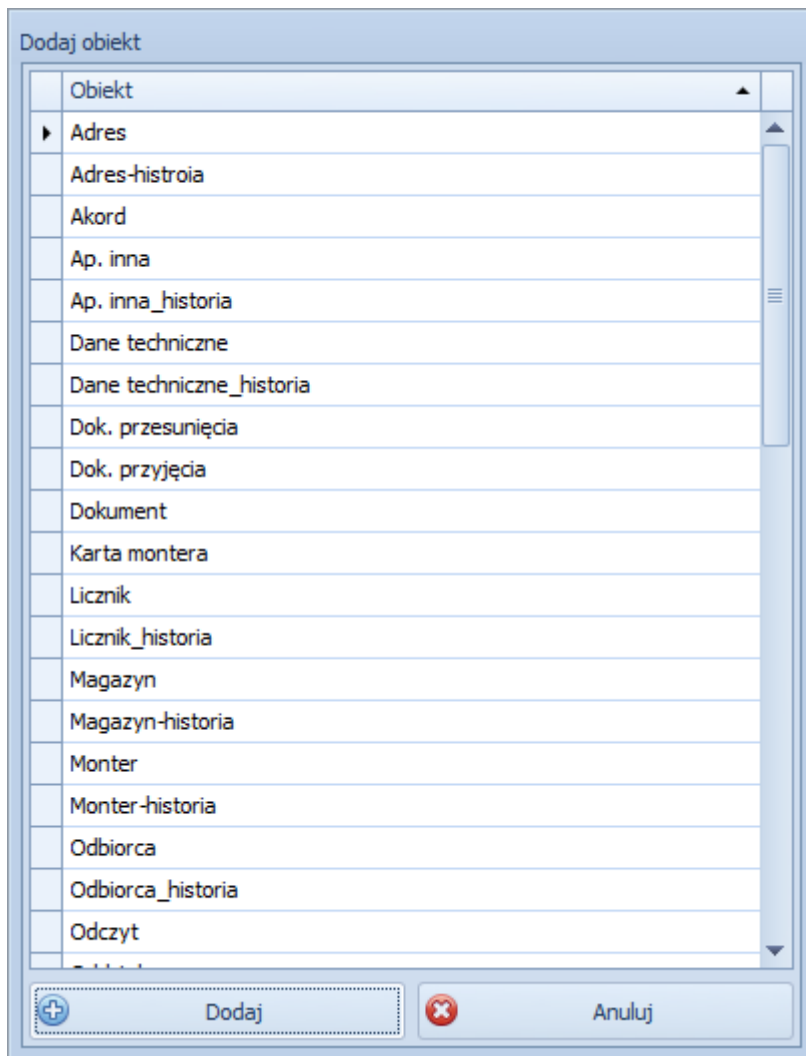 Dodaj obiekt
Obiekt
Adres
Adres-histroia
Akord
Ap. inna
Ap. inna_historia
Dane techniczne
Dane techniczne_historia
Dok. przesunięcia
Dok. przyjęcia
Dokument
Karta montera
Licznik
Licznik_historia
Magazyn
Magazyn-historia
Monter
Monter-historia
Odbiorca
Odbiorca_historia
Odczyt
Dodaj Anuluj